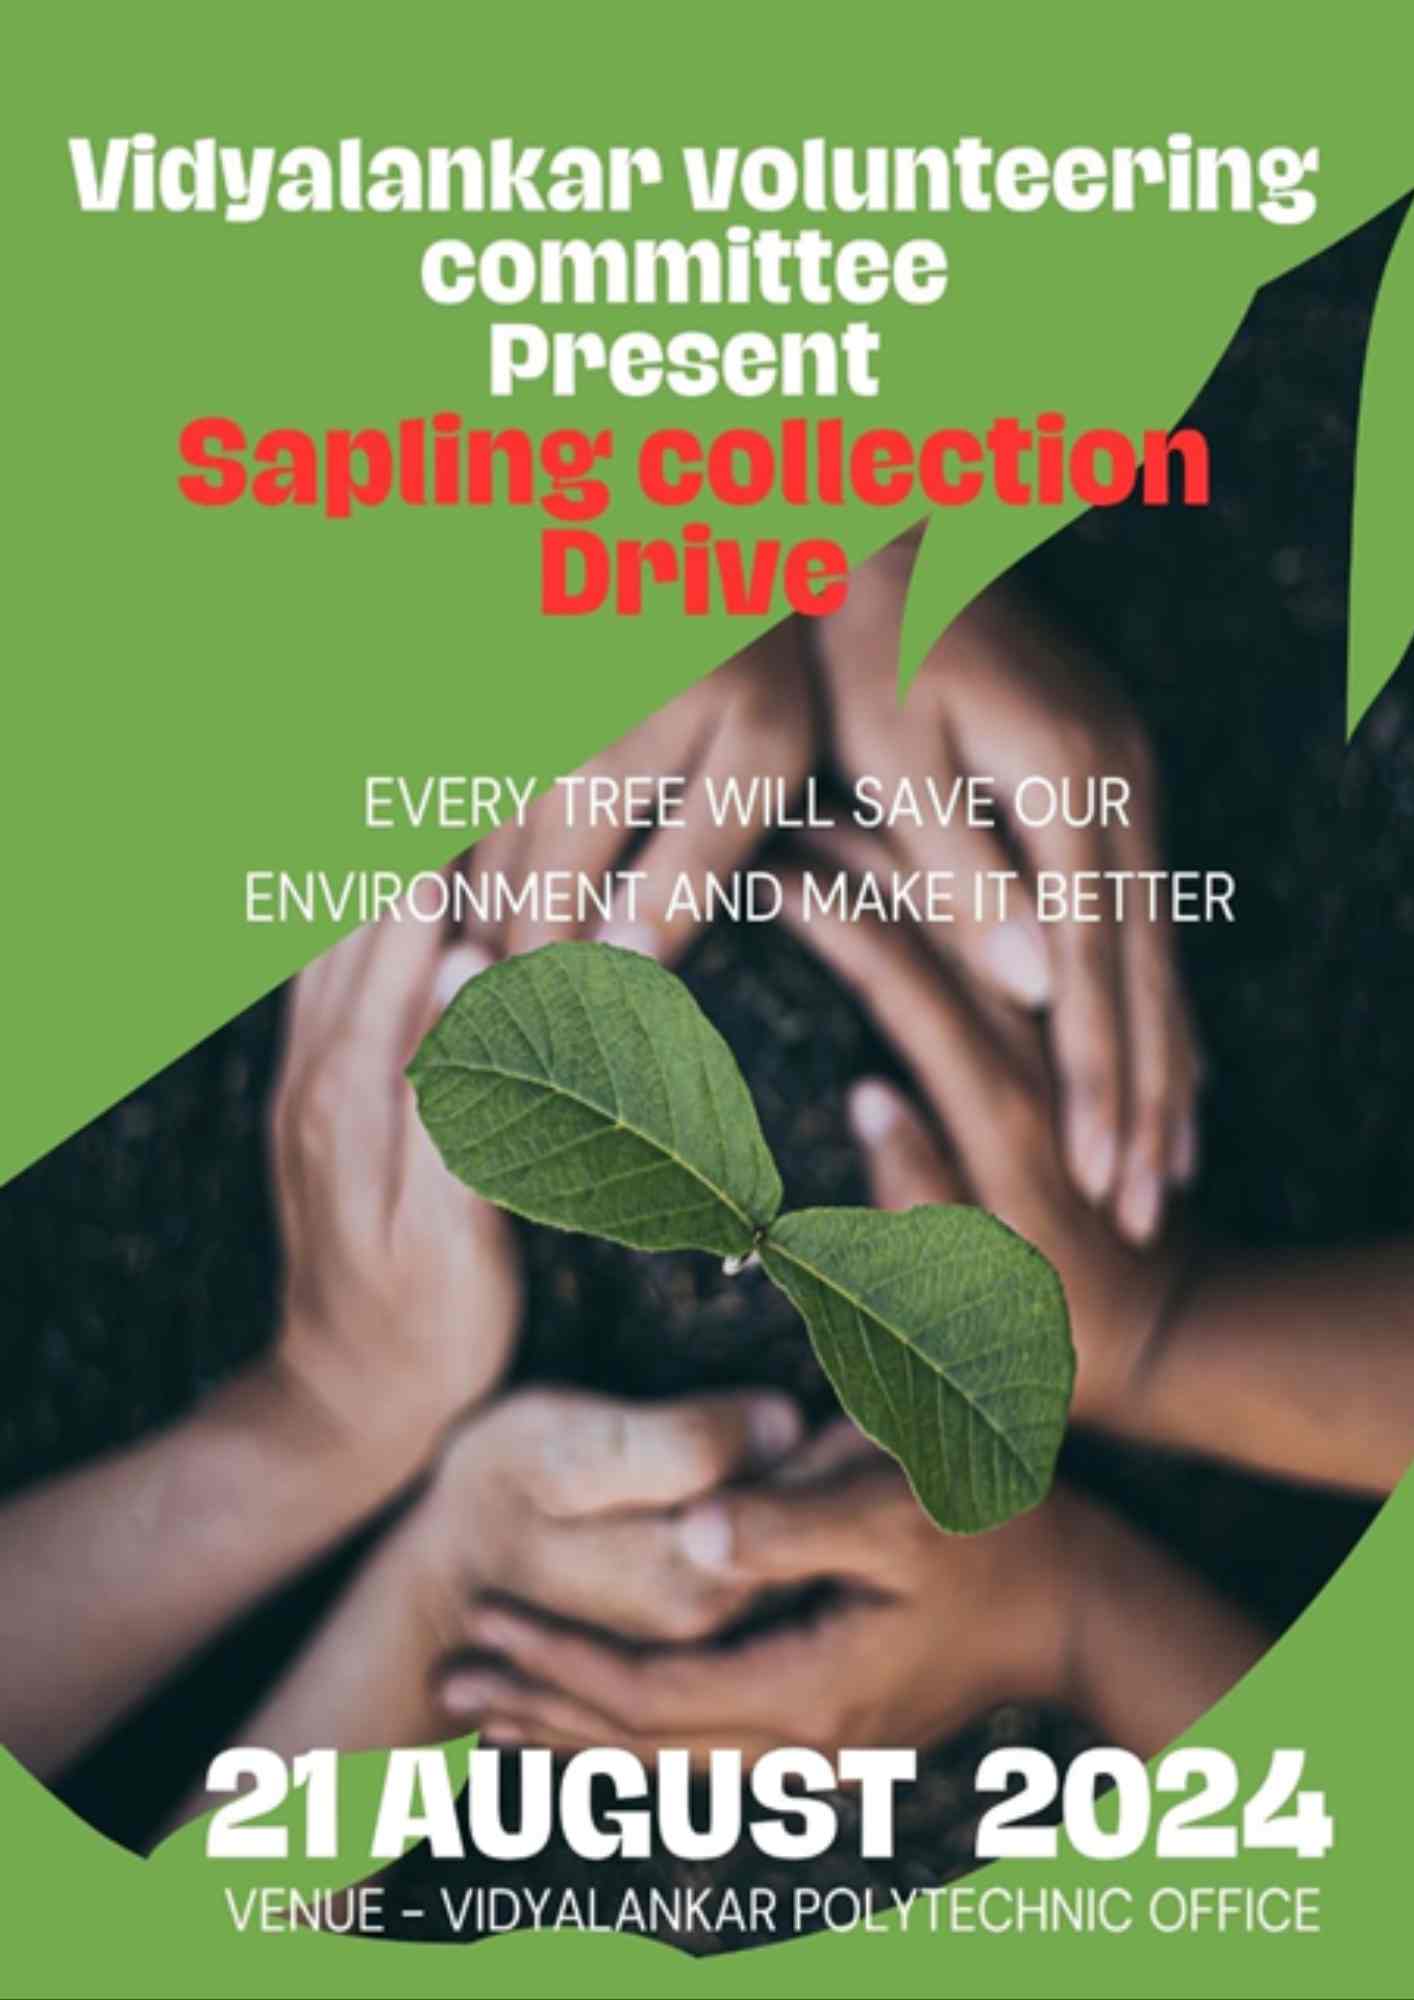 Vidyalankar volunteering
committee
Present
Sapling collection
Drive
EVERY TREE WILL SAVE OUR
ENVIRONMENT AND MAKE IT BETTER
21 AUGUST 2024
VENUE - VIDYALANKAR POLYTECHNIC OFFICE